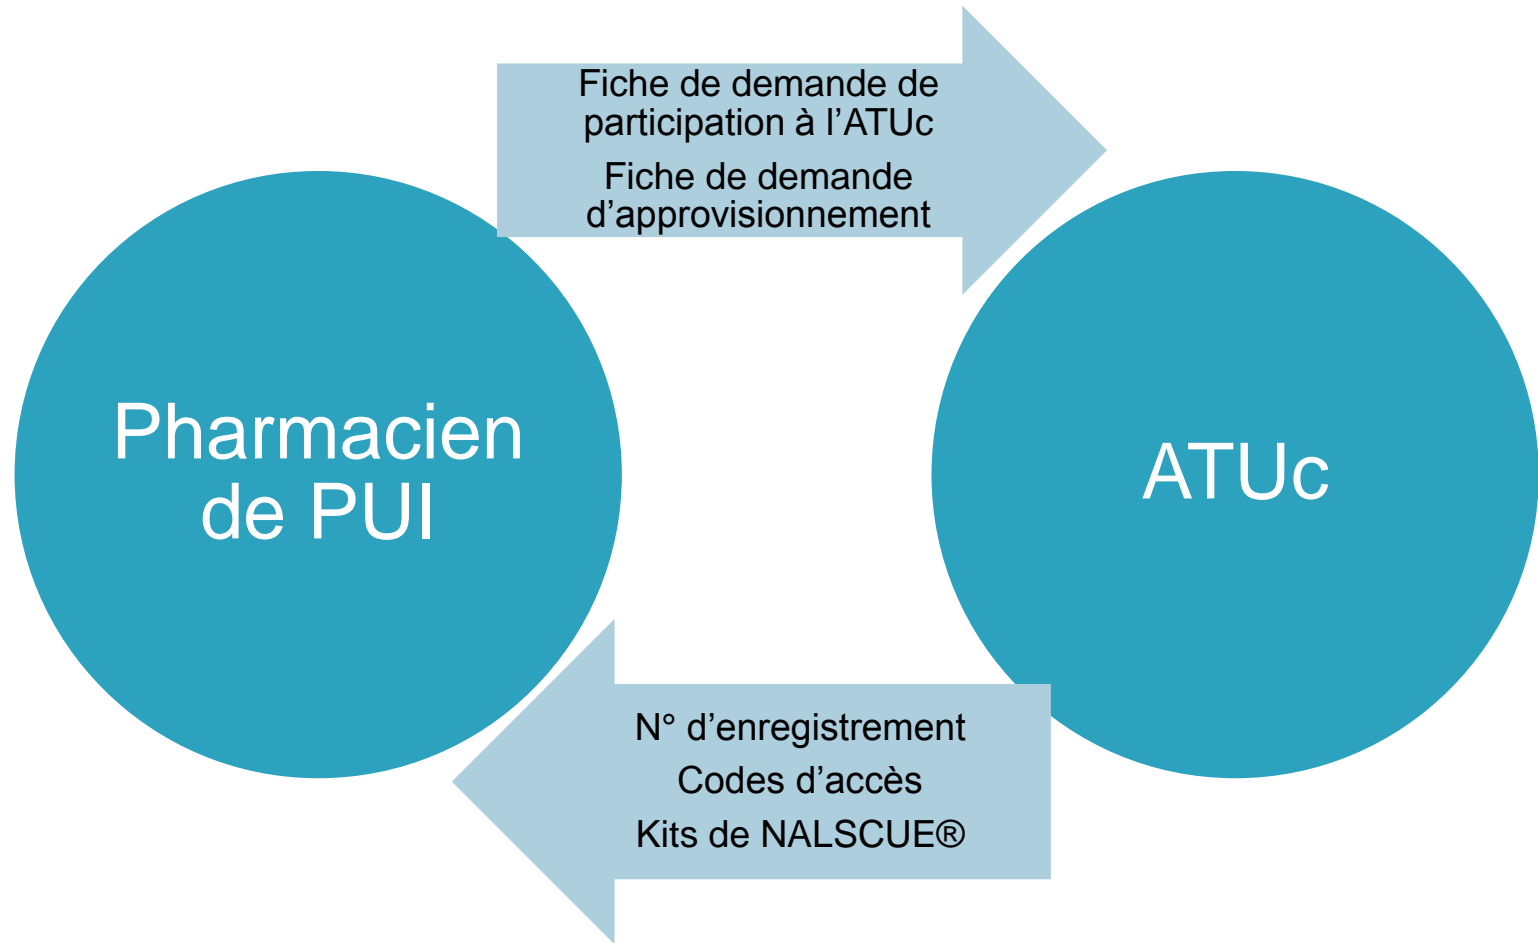 Fiche de demande de
participation à l’ATUc
Fiche de demande
d’approvisionnement
Pharmacien
de PUI
ATUc
N° d’enregistrement
Codes d’accès
Kits de NALSCUE®